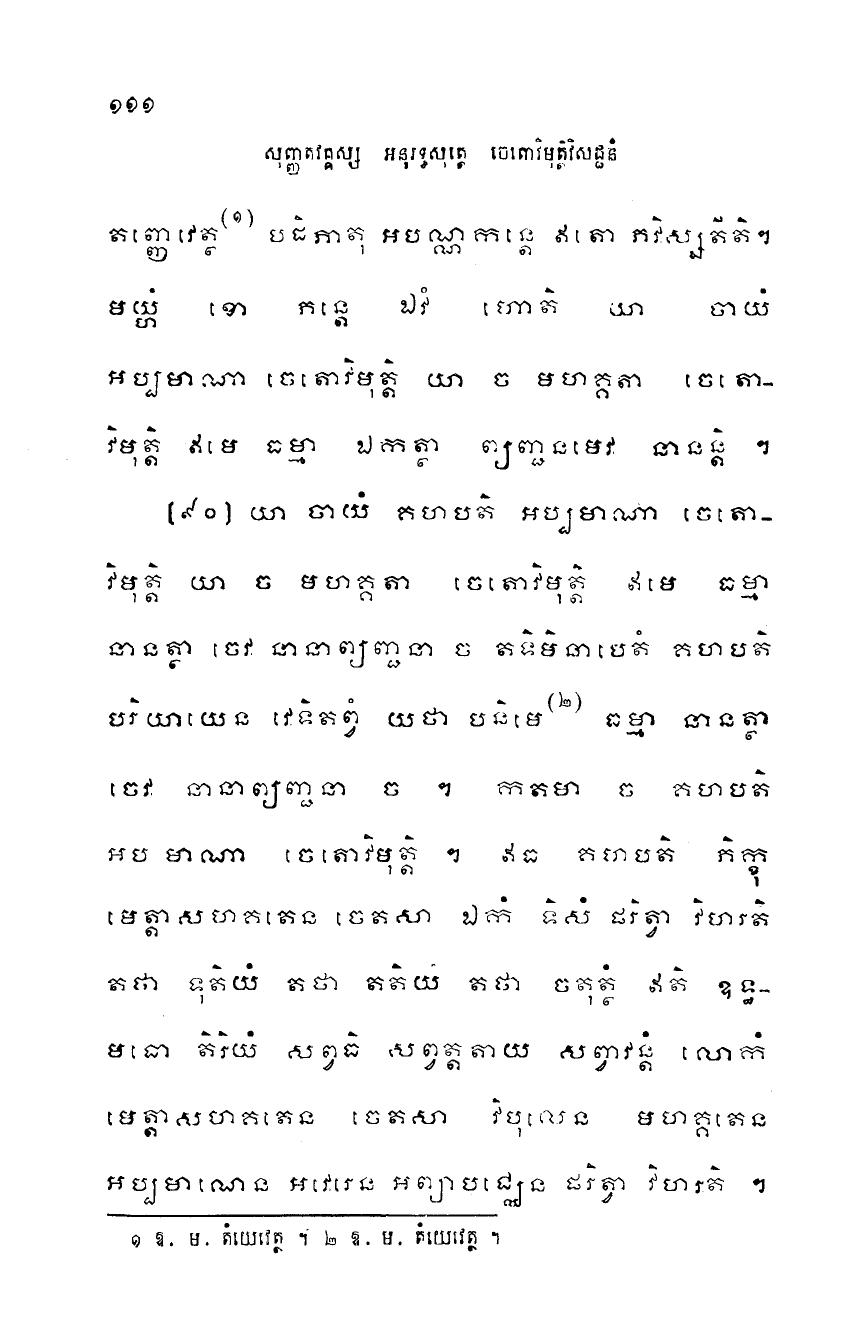 ១១១
សុញ្ញតវគ្គស្ស អនុរុទ្ធសុត្តេ ចេតោវិមុត្តិវិសជ្ជនំ
តញ្ញេវេត្ថ(១) បដិភាតុ អបណ្ណកន្តេ ឥតោ ភវិស្សតីតិ។
មយ្ហំ ខោ ភន្តេ ឯវំ ហោតិ យា ចាយំ
អប្បមាណា ចេតោវិមុត្តិ យា ច មហគ្គតា ចេតោ-
វិមុត្តិ ឥមេ ធម្មា ឯកត្ថា ព្យញ្ជនមេវ នានន្តិ ។
[៩០] យា ចាយំ គហបតិ អប្បមាណា ចេតោ-
វិមុត្តិ យា ច មហគ្គតា ចេតោវិមុត្តិ ឥមេ ធម្មា
នានត្ថា ចេវ នានាព្យញ្ជនា ច តទិមិនាបេតំ គហបតិ
បរិយាយេន វេទិតព្វំ យថា បនិមេ(២) ធម្មា នានត្ថា
ចេវ នានាព្យញ្ជនា ច ។ កតមា ច គហបតិ
អប មាណា ចេតោវិមុត្តិ ។ ឥធ គហបតិ ភិក្ខុ
មេត្តាសហគតេន ចេតសា ឯកំ ទិសំ ផរិត្វា វិហរតិ
តថា ទុតិយំ តថា តតិយំ តថា ចតុត្ថំ ឥតិ ឧទ្ធ-
មធោ តិរិយំ សព្វធិ សព្វត្តតាយ សព្វាវន្តំ លោកំ
មេត្តាសហគតេន ចេតសា វិបុលេន មហគ្គតេន
អប្បមាណេន អវេរេន អព្យាបជ្ឈេន ផរិត្វា វិហរតិ ។
១ ឱ. ម. តំយេវេត្ថ ។ ២ ឱ. ម. តំយេវេត្ថ ។